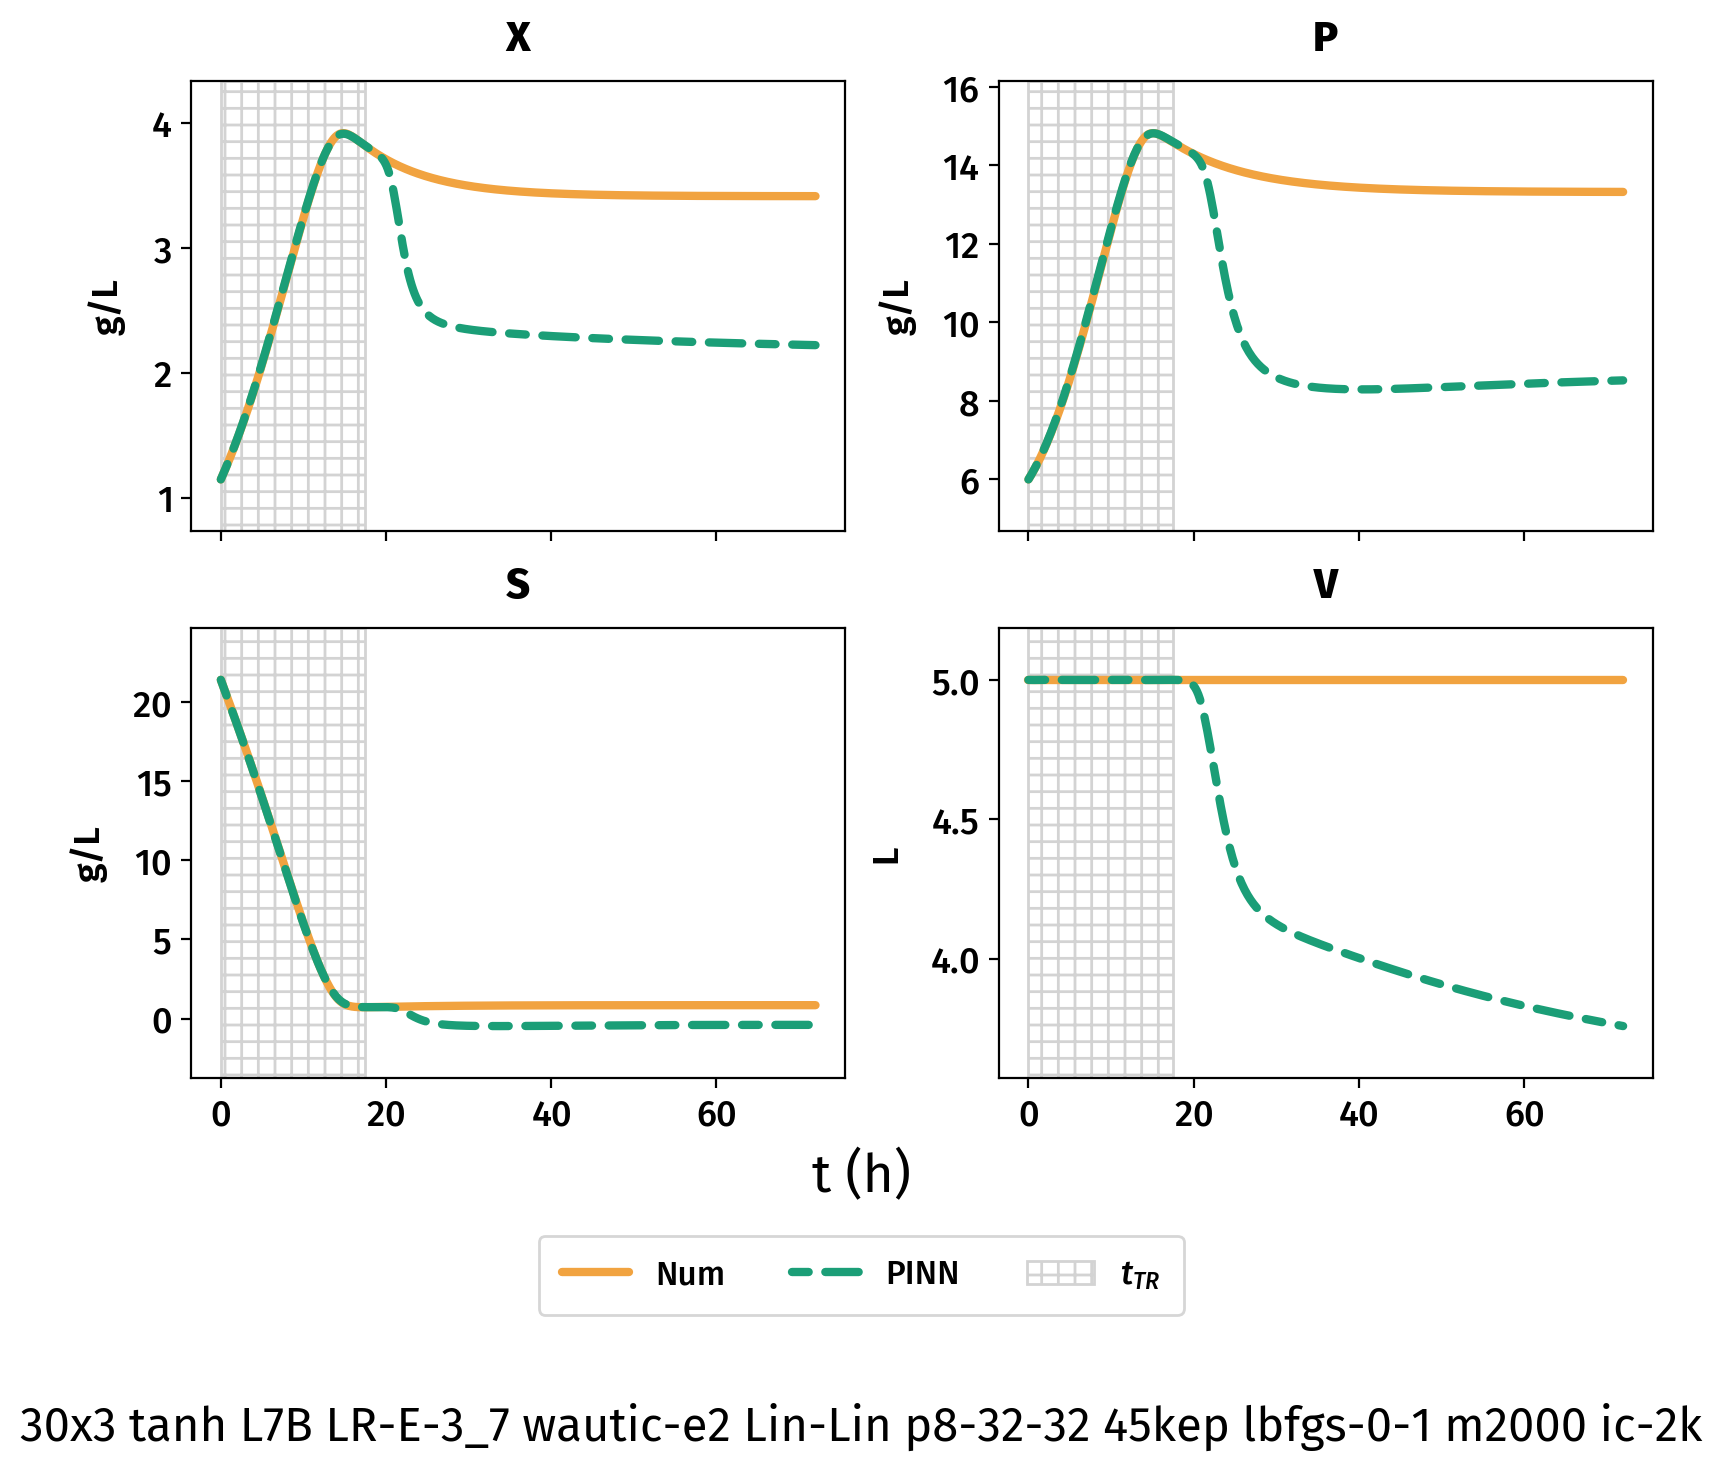 X
P
4
3
2
1
g/L
16
14
12
10
8
6
g/L
S
V
20
15
10
5
0
g/L
0 20 40 60
5.0
4.5
4.0
L
0 20 40 60
t (h)
Num PINN t_TR
30x3 tanh L7B LR-E-3_7 wautic-e2 Lin-Lin p8-32-32 45kep lbfgs-0-1 m2000 ic-2k